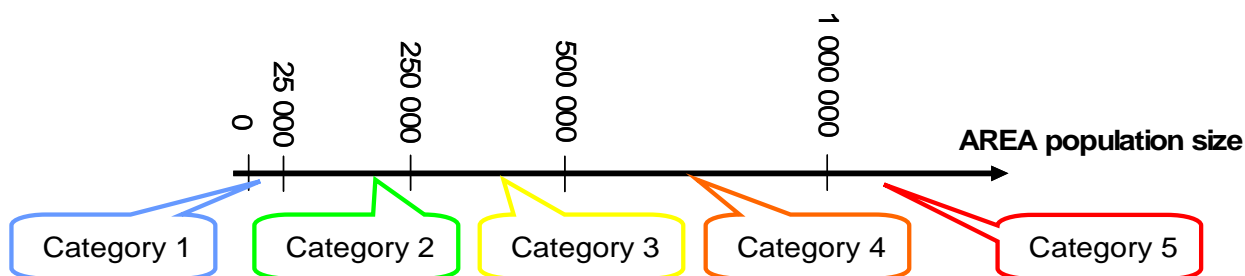 0
25 000
250 000
500 000
1 000 000
AREA population size
Category 1
Category 2
Category 3
Category 4
Category 5